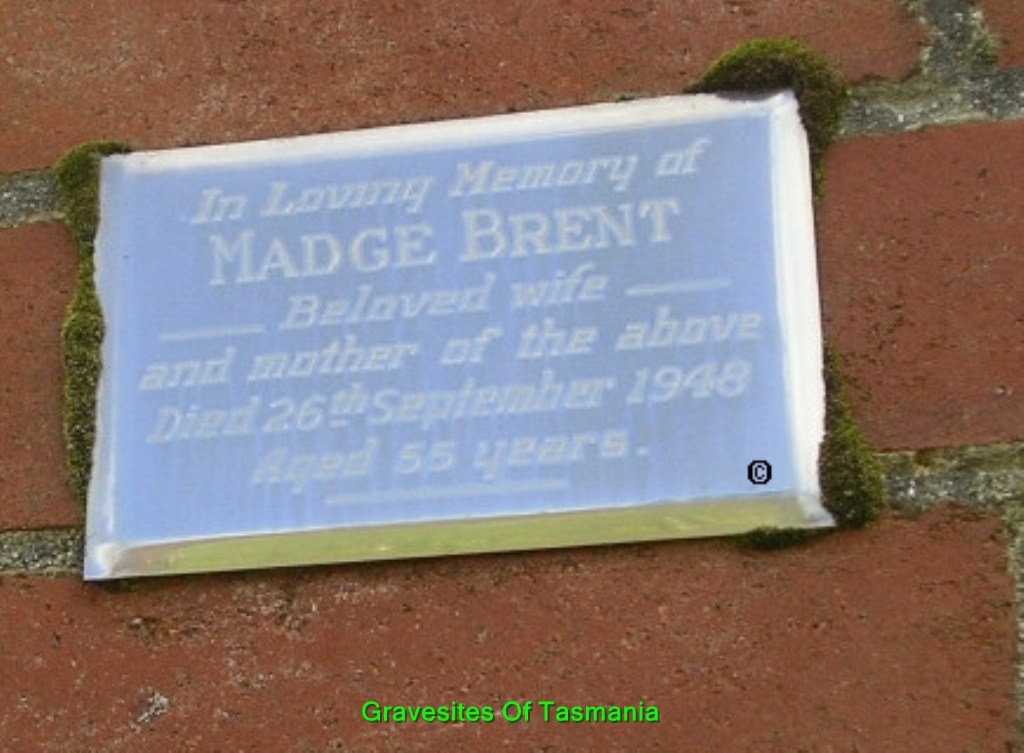 In Loving Memory of
MADGE BRENT
Beloved wife
and mother of the above
Died 26th September 1948
Aged 55 years.
©
Gravesites Of Tasmania